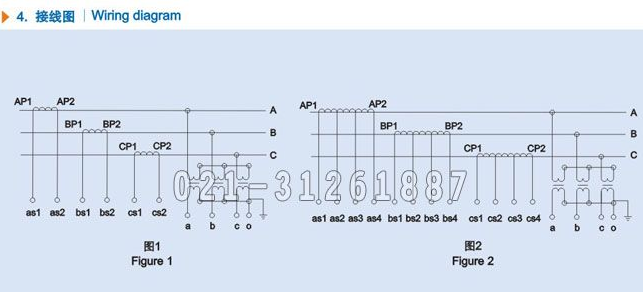 4. 接线图 Wiring diagram
AP1 AP2 A
BP1 BP2 B
CP1 CP2 C
as1 as2 bs1 bs2 cs1 cs2
a b c o
图1
Figure 1
AP1 AP2 A
BP1 BP2 B
CP1 CP2 C
as1 as2 as3 as4 bs1 bs2 bs3 bs4 cs1 cs2 cs3 cs4
a b c o
图2
Figure 2
021-31261887